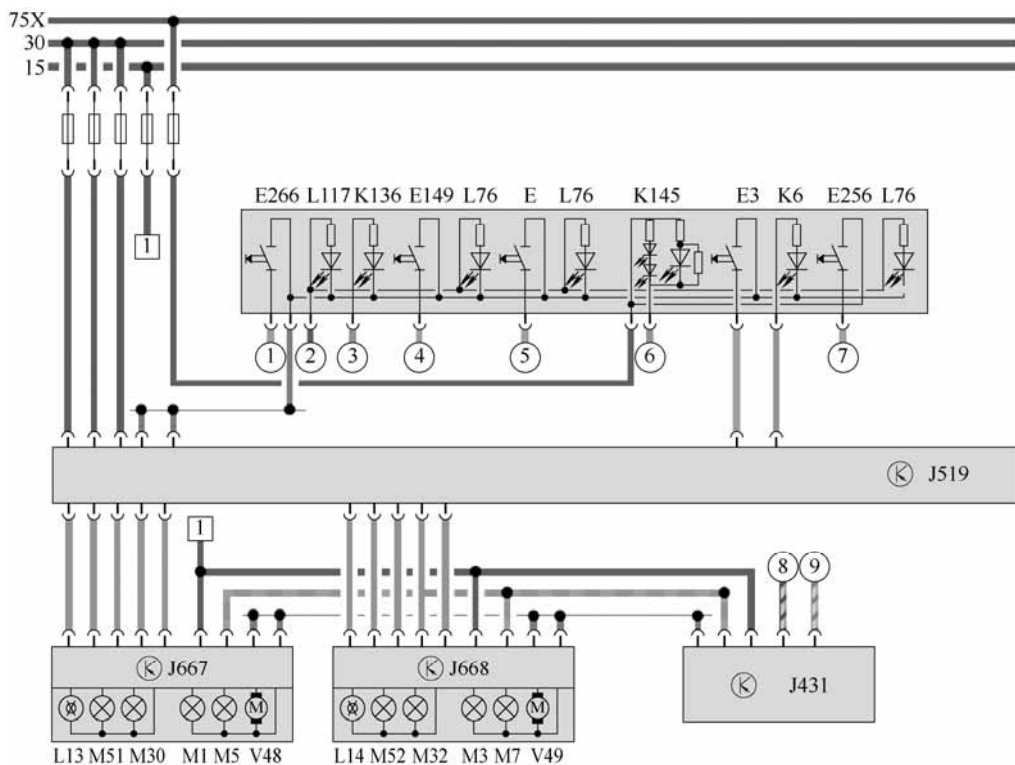 75X
30
15
1
E266 L117 K136 E149 L76 E L76 K145 E3 K6 E256 L76
1 2 3 4 5 6 7
K J519
1
8 9
K J667
K J668
K J431
M
M
L13 M51 M30 M1 M5 V48
L14 M52 M32 M3 M7 V49